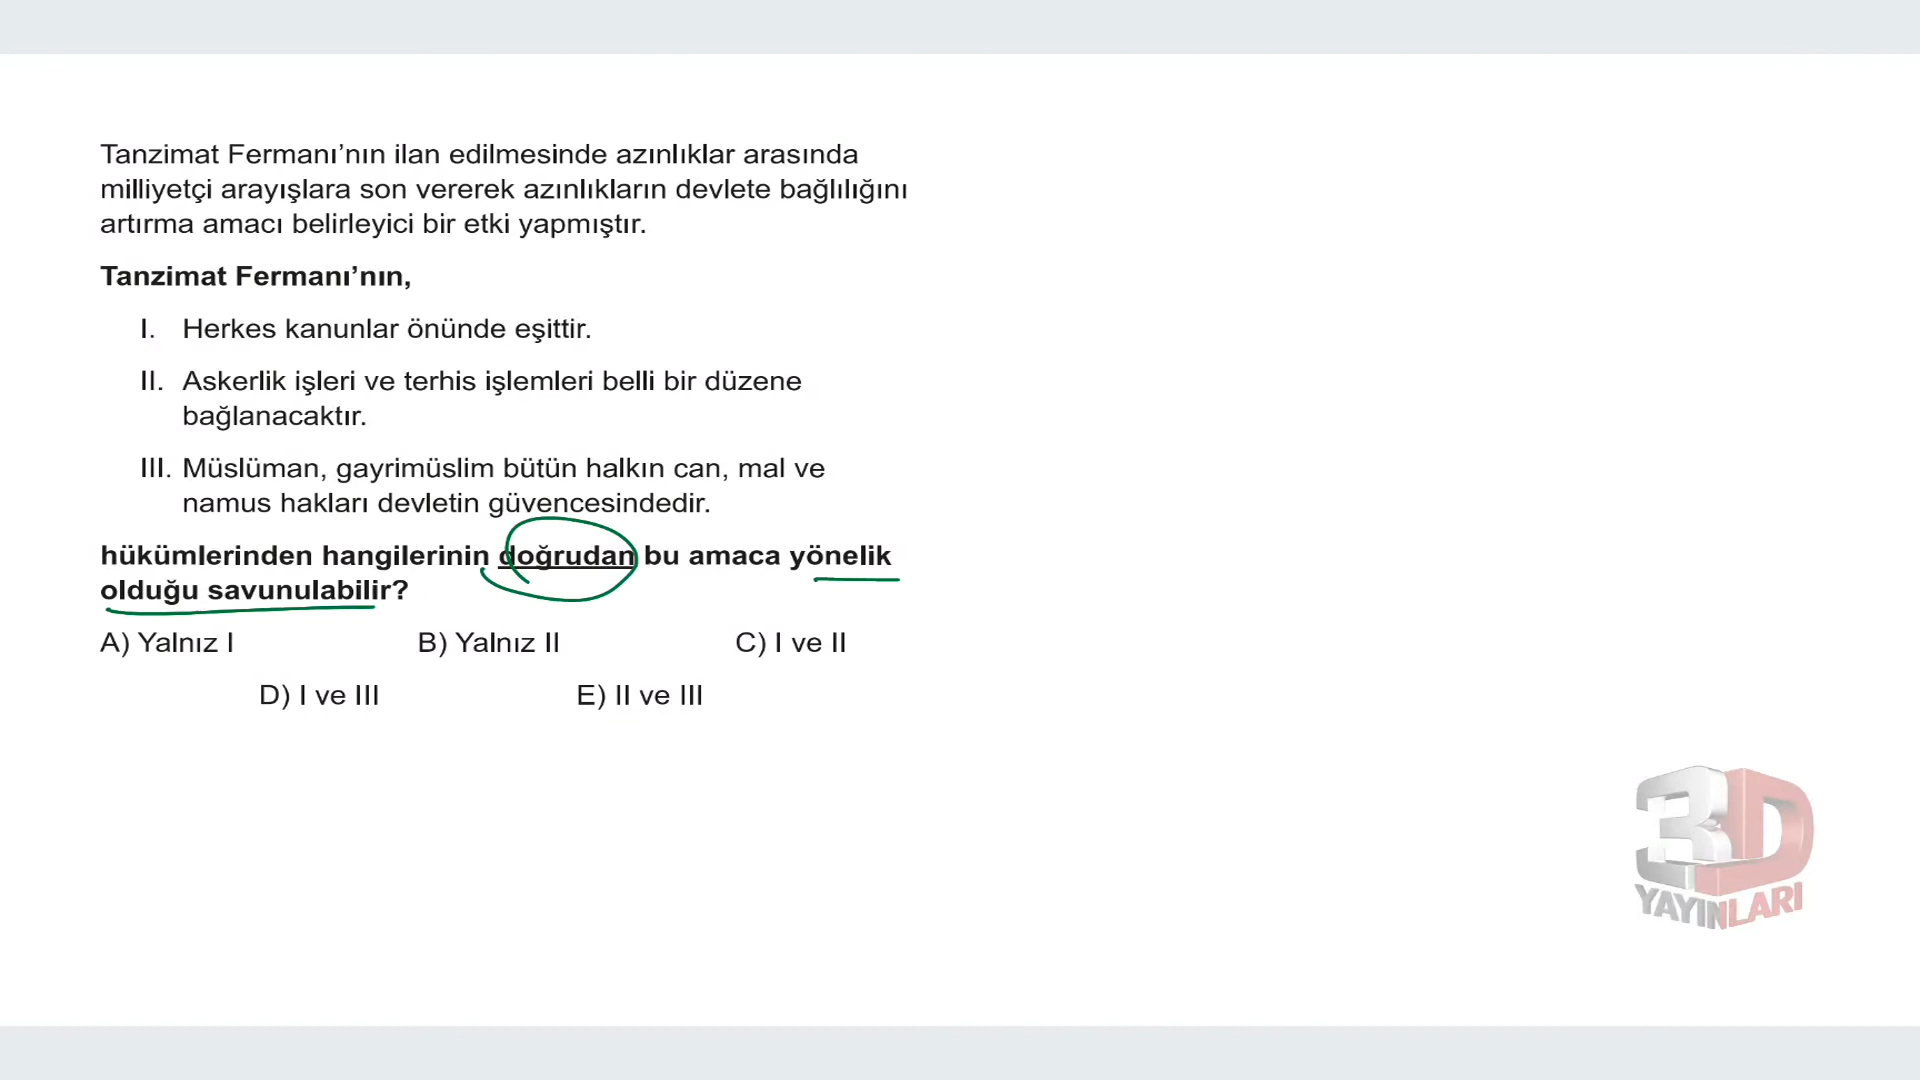 Tanzimat Fermanı’nın ilan edilmesinde azınlıklar arasında
milliyetçi arayışlara son vererek azınlıkların devlete bağlılığını
artırma amacı belirleyici bir etki yapmıştır.
Tanzimat Fermanı’nın,
I. Herkes kanunlar önünde eşittir.
II. Askerlik işleri ve terhis işlemleri belli bir düzene
bağlanacaktır.
III. Müslüman, gayrimüslim bütün halkın can, mal ve
namus hakları devletin güvencesindedir.
hükümlerinden hangilerinin doğrudan bu amaca yönelik
olduğu savunulabilir?
A) Yalnız I B) Yalnız II C) I ve II
D) I ve III E) II ve III
3D
YAYINLARI